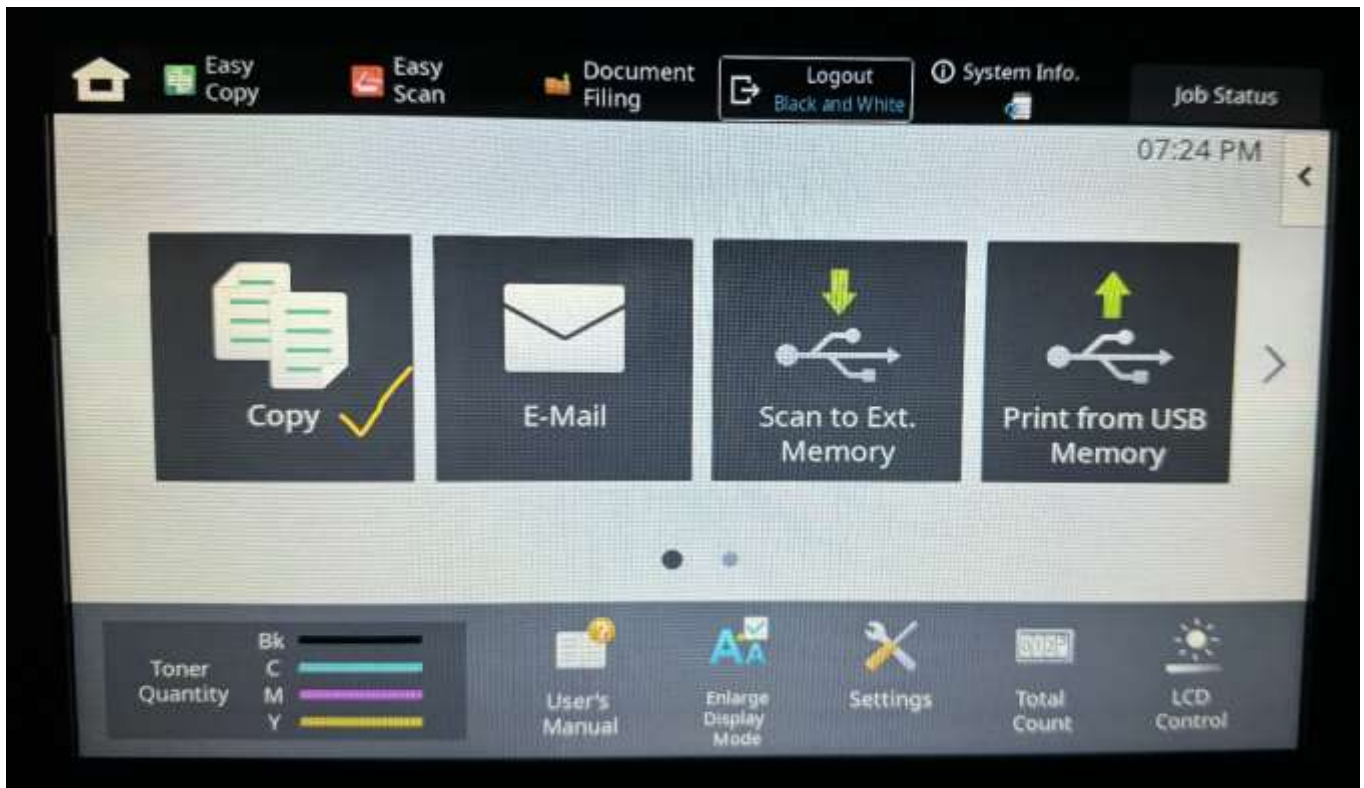 Easy
Copy
Easy
Scan
Document
Filing
Logout
Black and White
System Info.
Job Status
07:24 PM
Copy
E-Mail
Scan to Ext.
Memory
Print from USB
Memory
Toner
Quantity
Bk
C
M
Y
User's
Manual
Enlarge
Display
Mode
Settings
Total
Count
LCD
Control